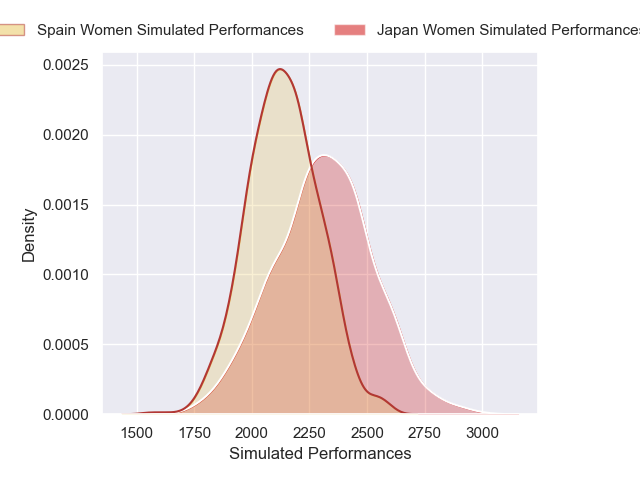 Spain Women Simulated Performances Japan Women Simulated Performances
0.0025
0.0020
0.0015
0.0010
0.0005
0.0000
Density
1500 1750 2000 2250 2500 2750 3000
Simulated Performances